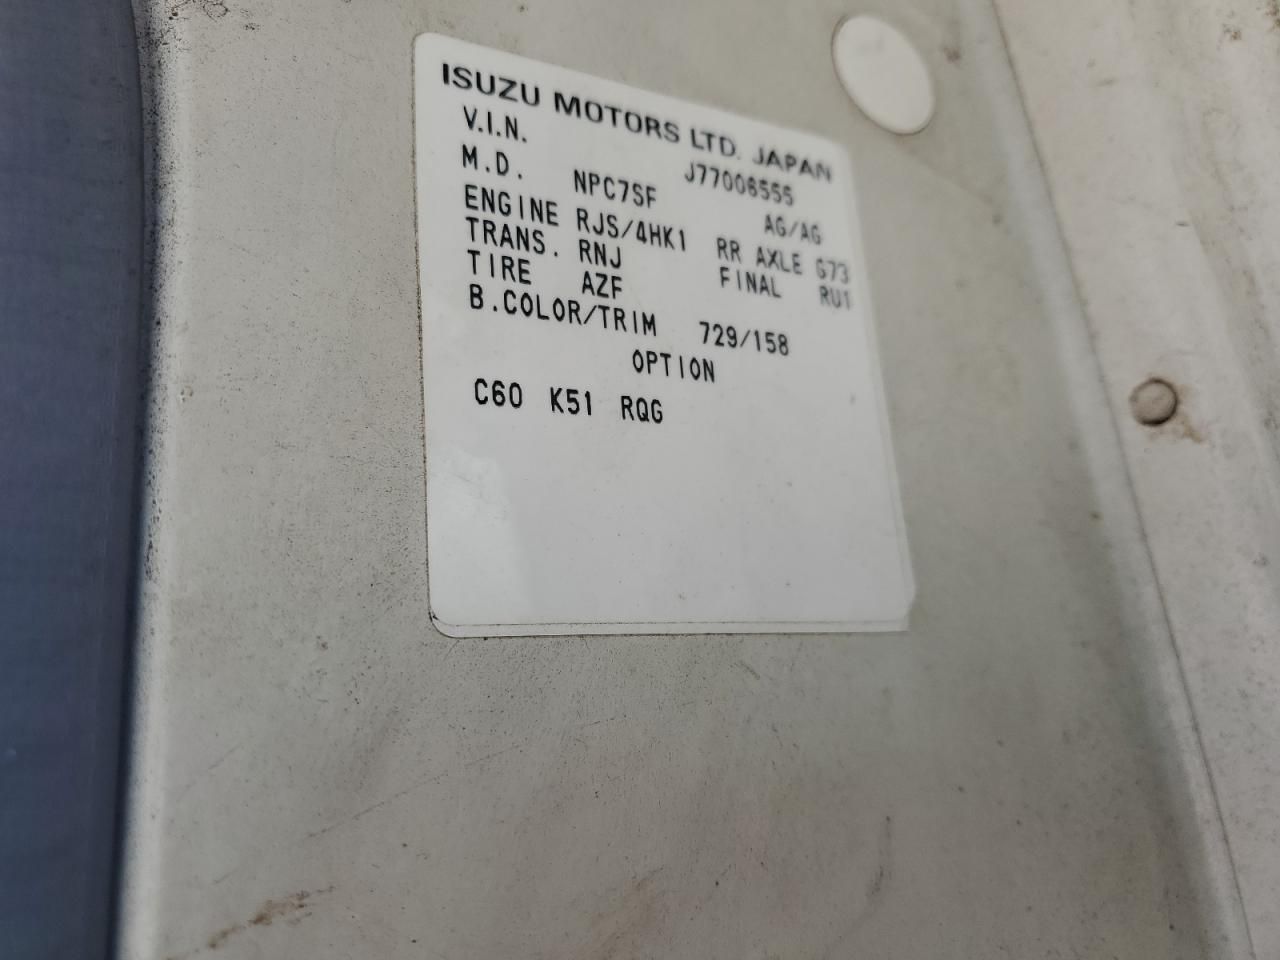 ISUZU MOTORS LTD. JAPAN
V.I.N. J77006555
M.D. NPC7SF AG/AG
ENGINE RJS/4HK1 RR AXLE G73
TRANS. RNJ FINAL RU1
TIRE AZF
B.COLOR/TRIM 729/158
OPTION
C60 K51 RQG